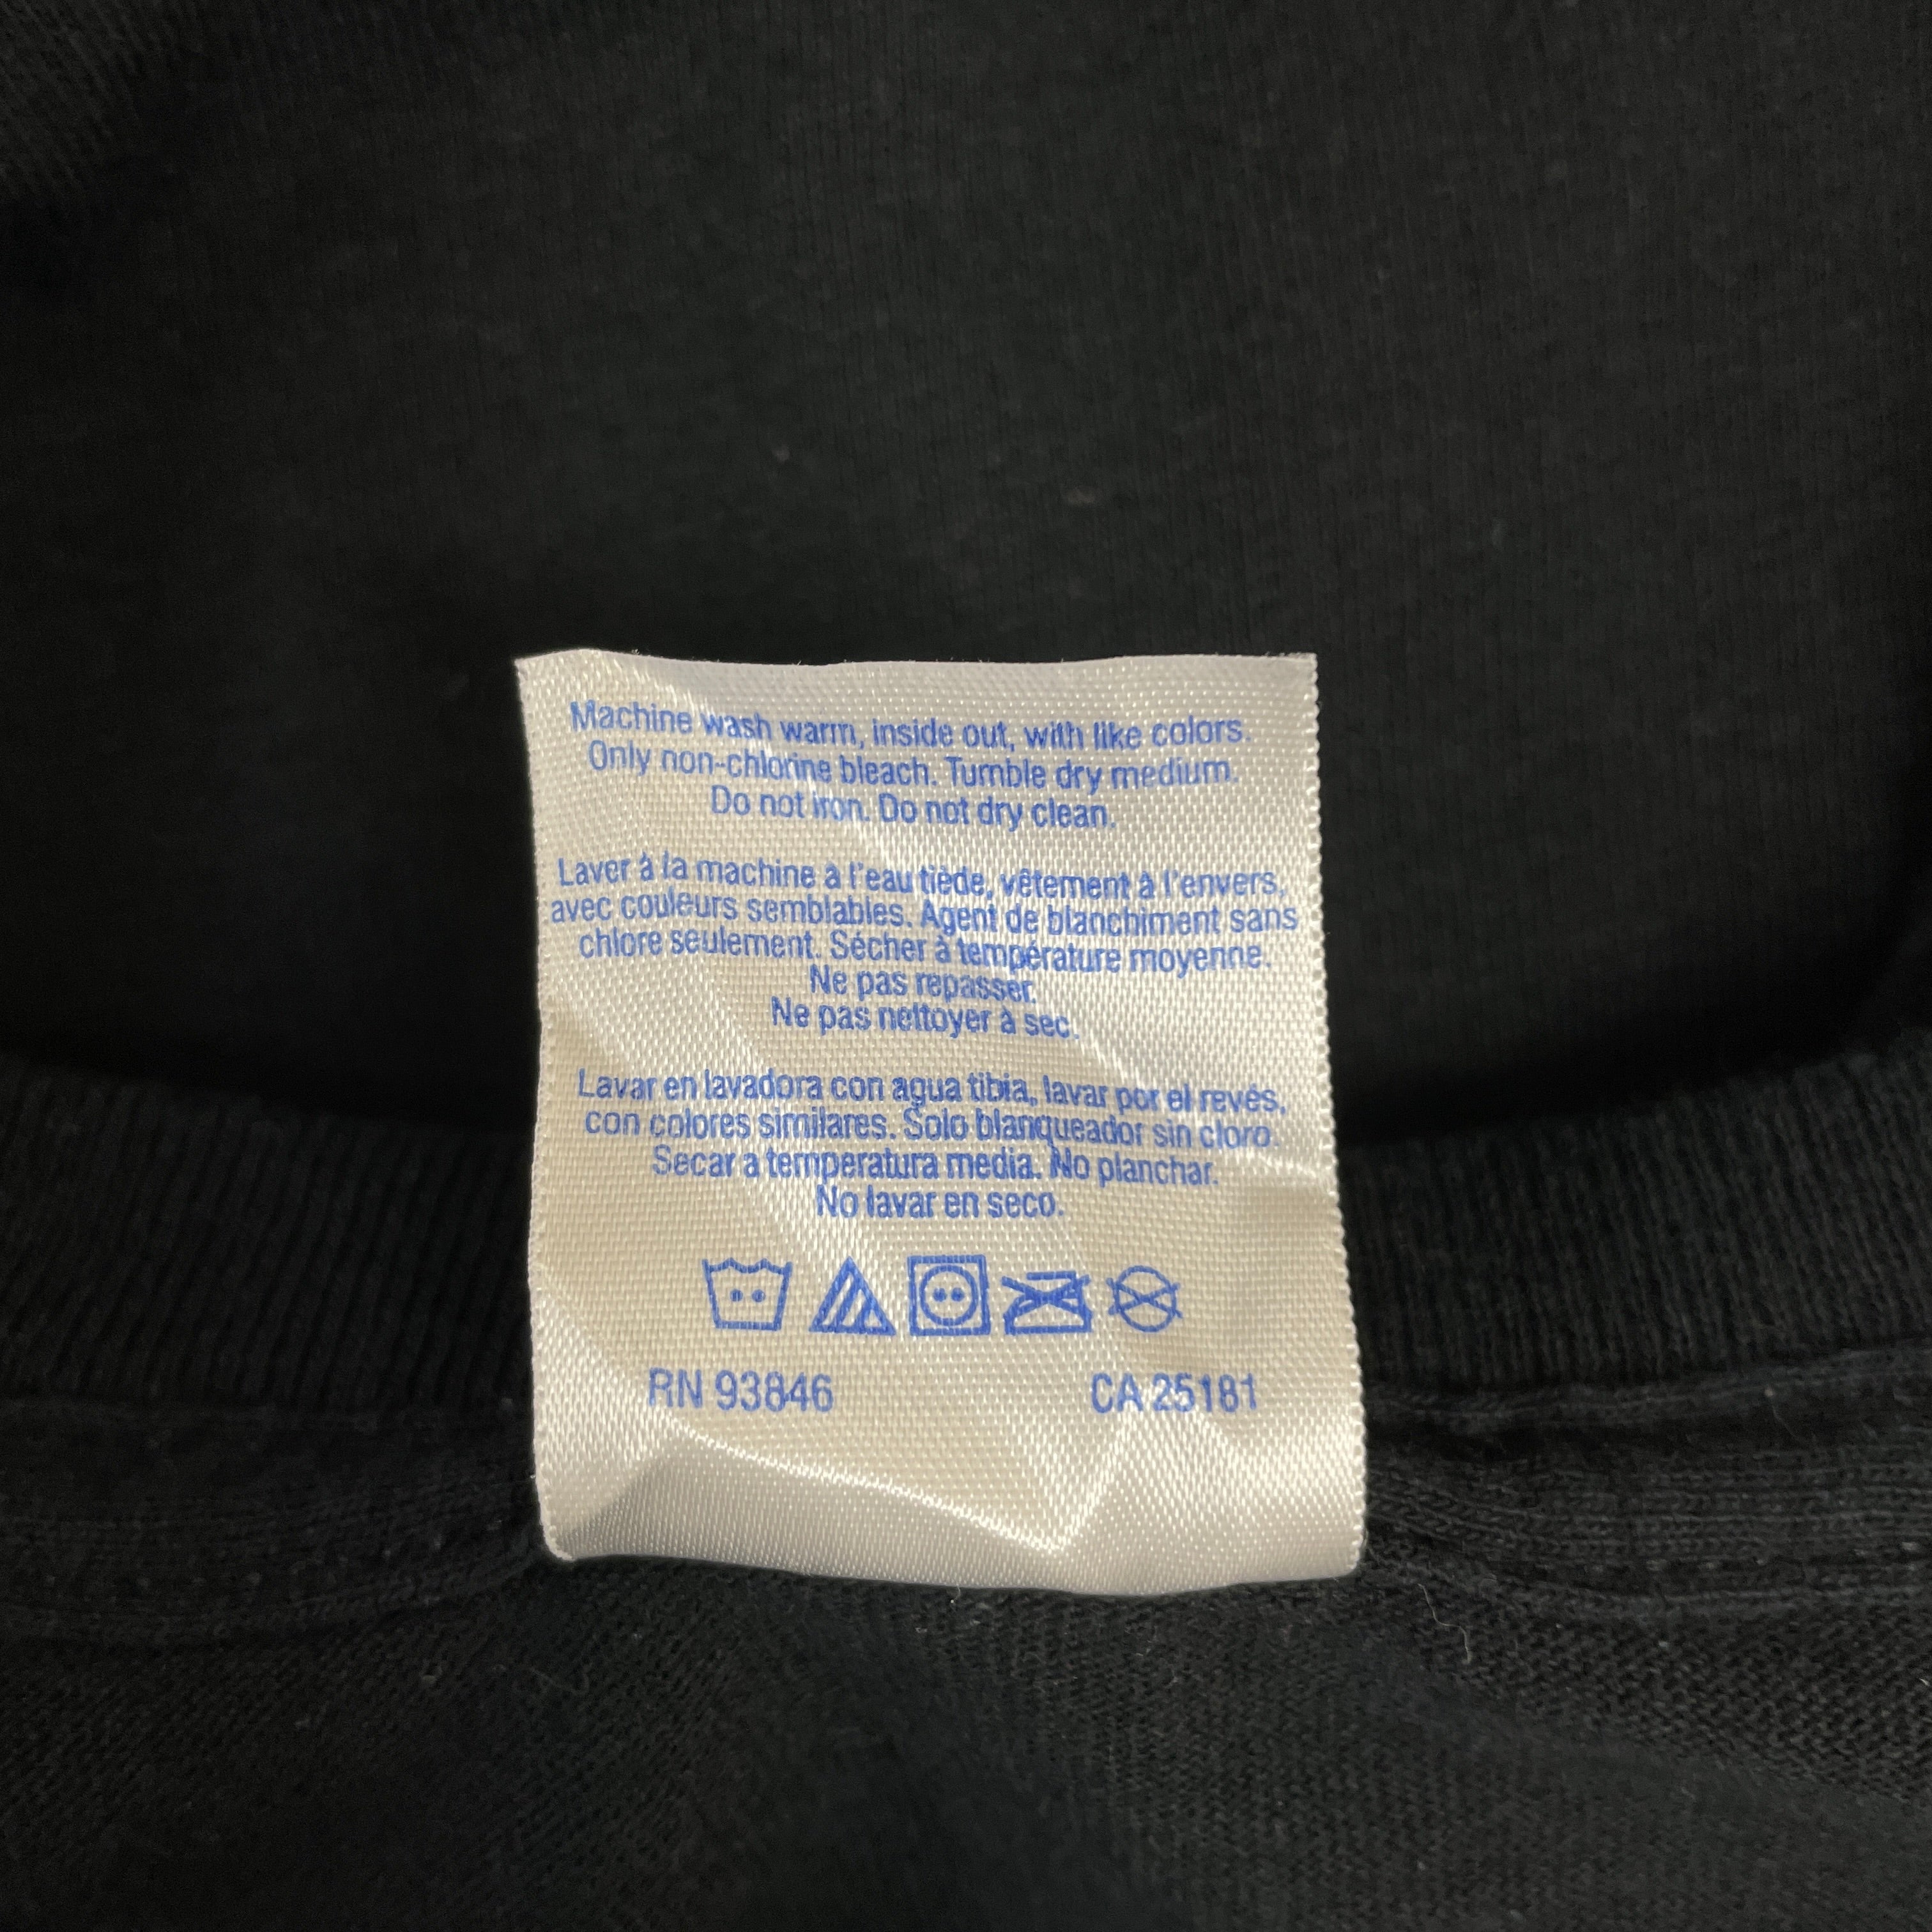 Machine wash warm, inside out, with like colors.
Only non-chlorine bleach. Tumble dry medium.
Do not iron. Do not dry clean.
Laver à la machine à l'eau tiède, vêtement à l'envers,
avec couleurs semblables. Agent de blanchiment sans
chlore seulement. Sécher à température moyenne.
Ne pas repasser.
Ne pas nettoyer à sec.
Lavar en lavadora con agua tibia, lavar por el revés,
con colores similares. Solo blanqueador sin cloro.
Secar a temperatura media. No planchar.
No lavar en seco.
RN 93846 CA 25181